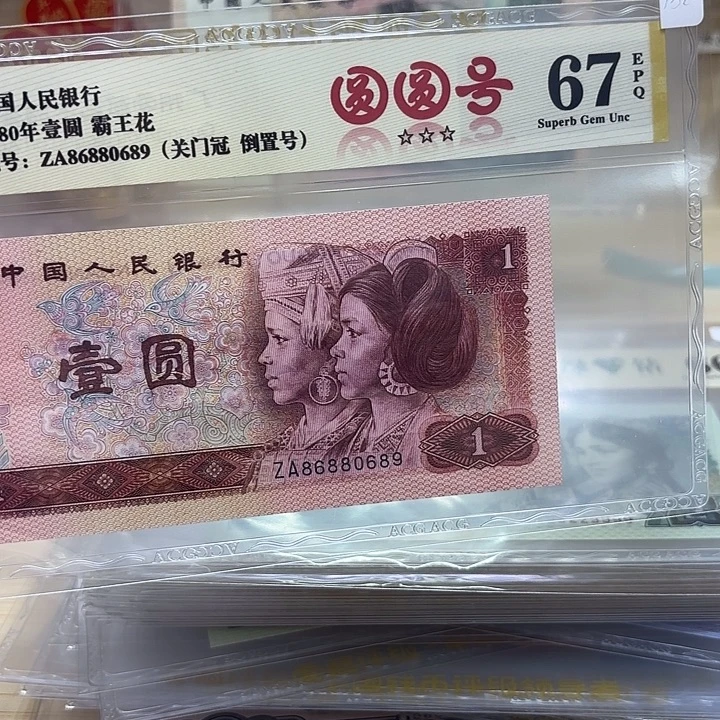 国人民银行
80年壹圆 霸王花
号：ZA86880689（关门冠 倒置号）
圆圆号
☆☆☆
67
EPQ
Superb Gem Unc
中国人民银行
1
壹圆
1
ZA86880689
ACGACG